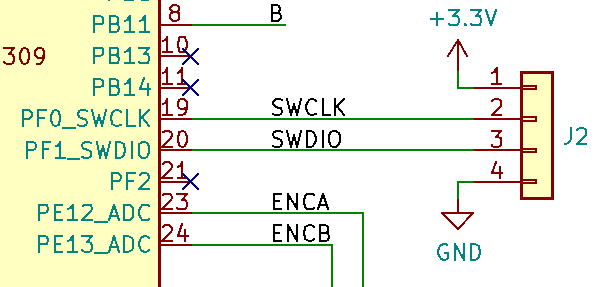 8 B
PB11 +3.3V
309 PB13 10
PB14 11 1
PF0_SWCLK 19 SWCLK 2
PF1_SWDIO 20 SWDIO 3 J2
PF2 21 4
PE12_ADC 23 ENCA
PE13_ADC 24 ENCB GND